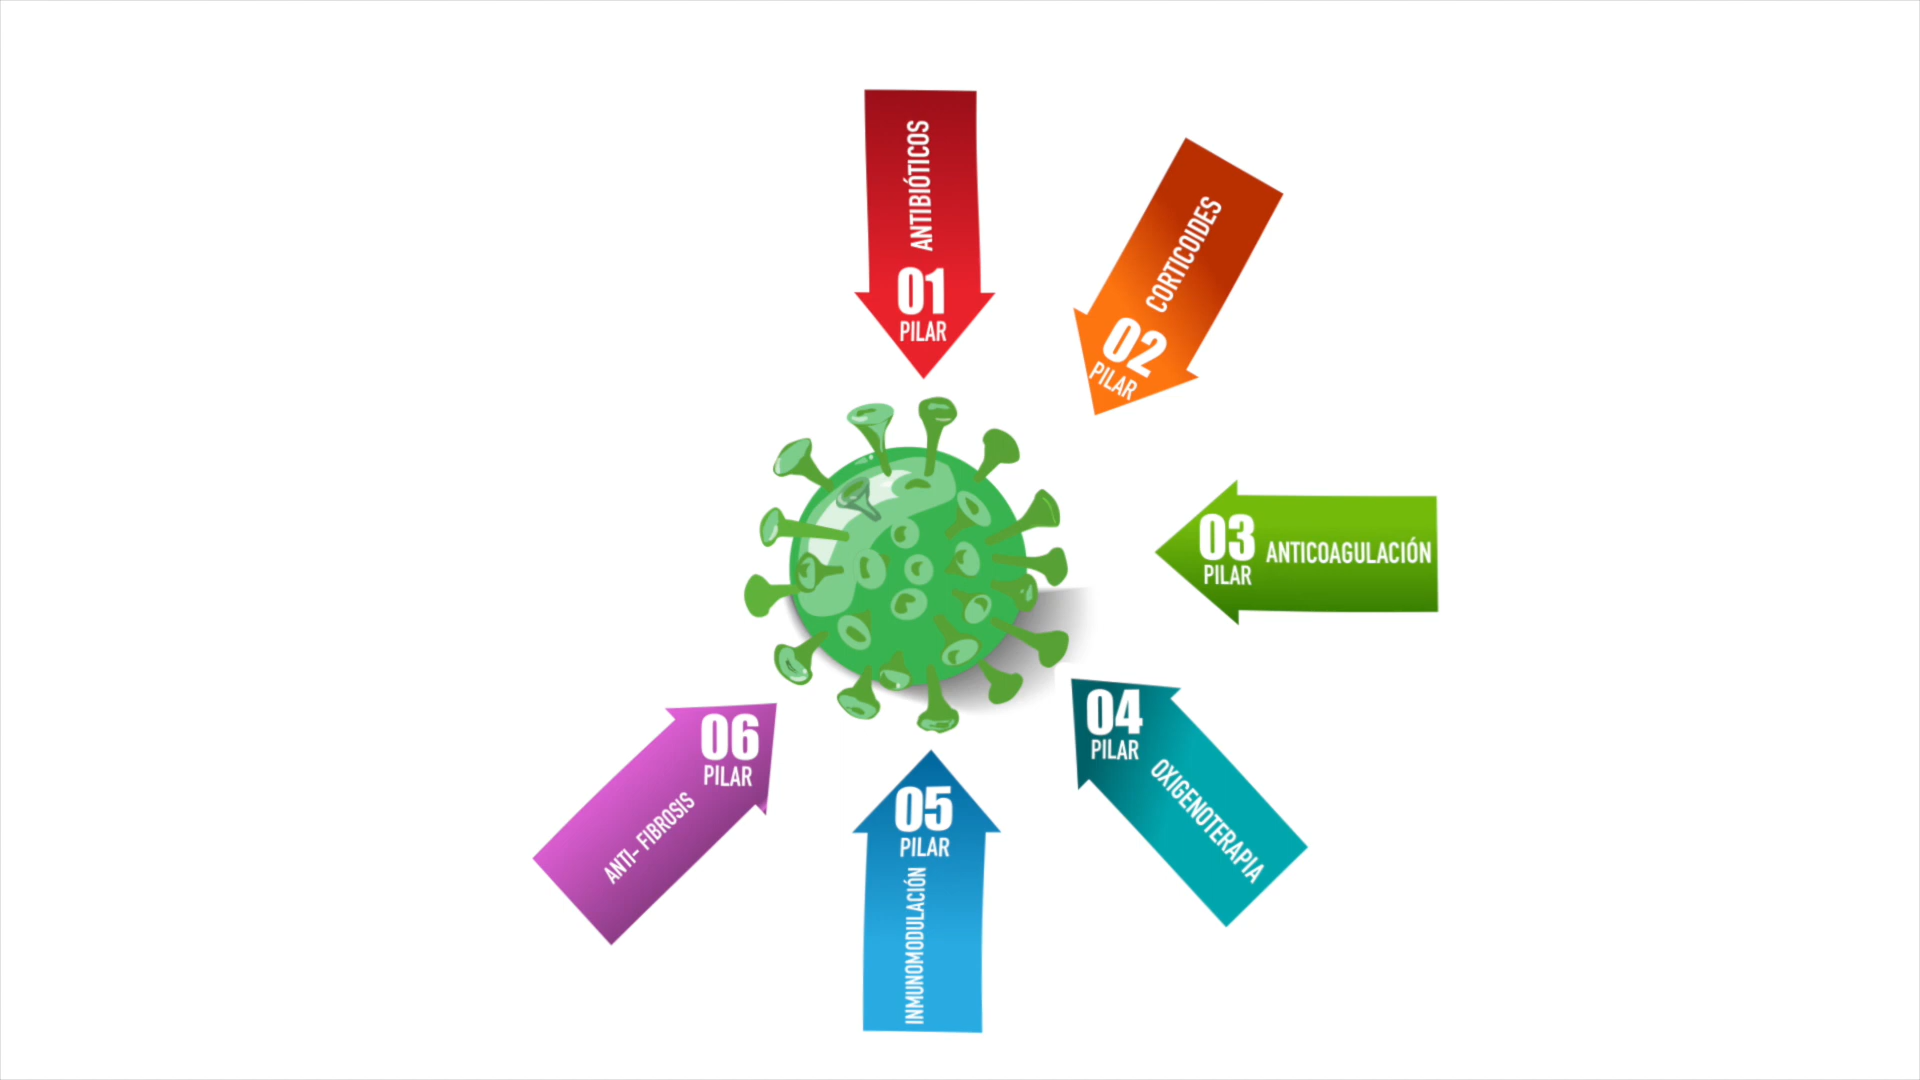 ANTIBIÓTICOS
01
PILAR
CORTICOIDES
02
PILAR
03
PILAR
ANTICOAGULACIÓN
04
PILAR
OXIGENOTERAPIA
05
PILAR
INMUNOMODULACIÓN
06
PILAR
ANTI- FIBROSIS